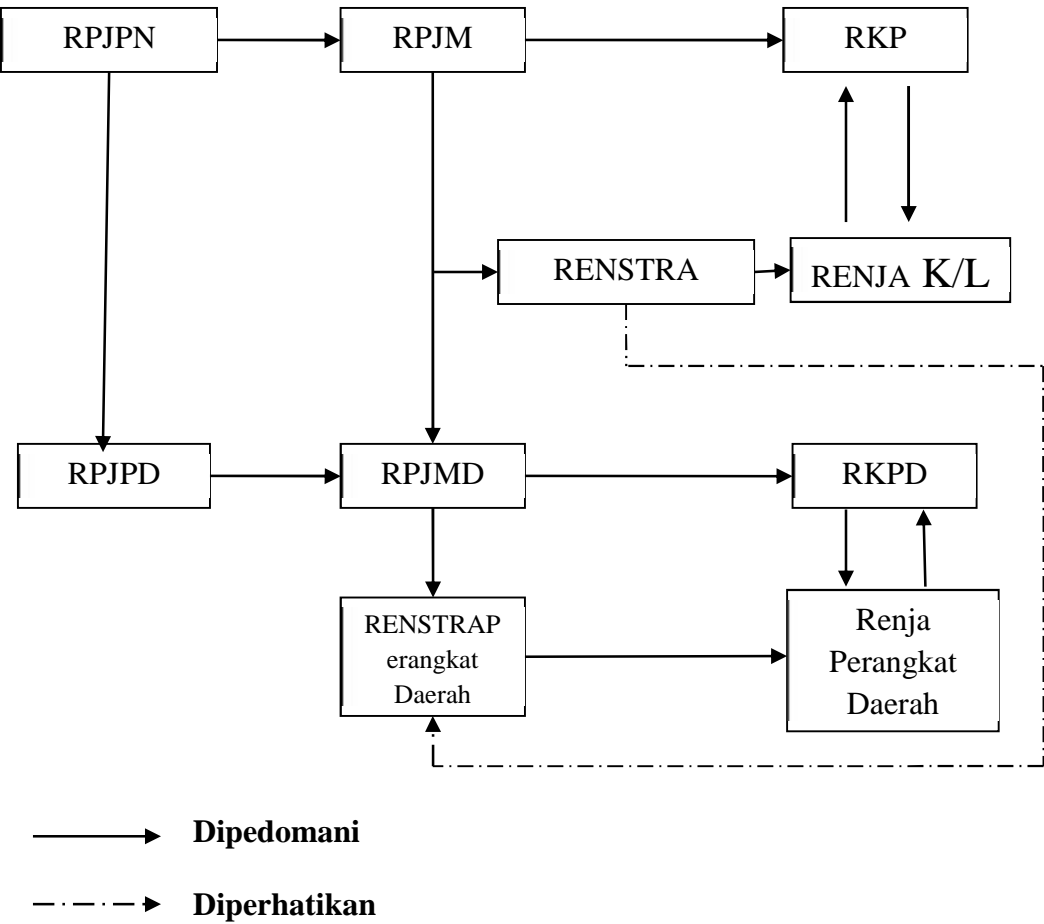 RPJPN
RPJM
RKP
RENSTRA
RENJA K/L
RPJPD
RPJMD
RKPD
RENSTRAP
erangkat
Daerah
Renja
Perangkat
Daerah
Dipedomani
Diperhatikan